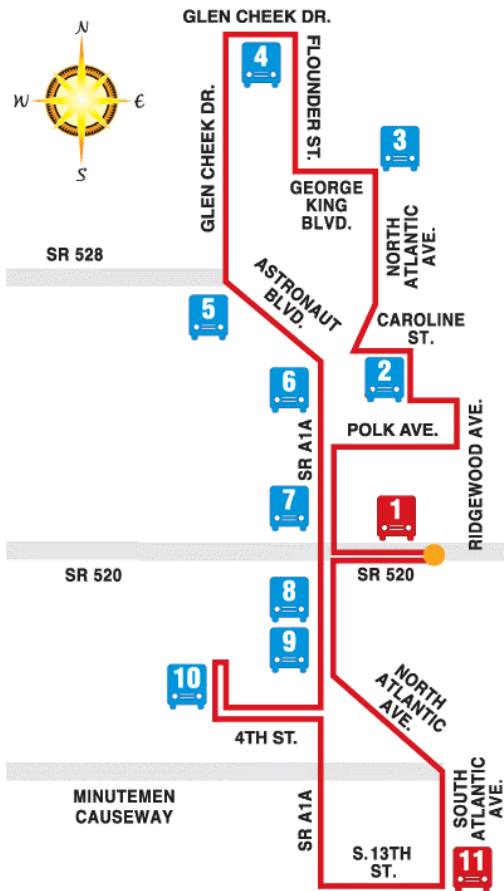 GLEN CHEEK DR.
N
W
E
S
4
GLEN CHEEK DR.
FLOUNDER ST.
3
GEORGE
KING
BLVD.
NORTH
ATLANTIC
AVE.
SR 528
ASTRONAUT
BLVD.
5
CAROLINE
ST.
2
6
SR A1A
POLK AVE.
RIDGEWOOD AVE.
7
1
SR 520
SR 520
8
9
10
NORTH
ATLANTIC
AVE.
4TH ST.
MINUTEMEN
CAUSEWAY
SR A1A
SOUTH
ATLANTIC
AVE.
S. 13TH
ST.
11